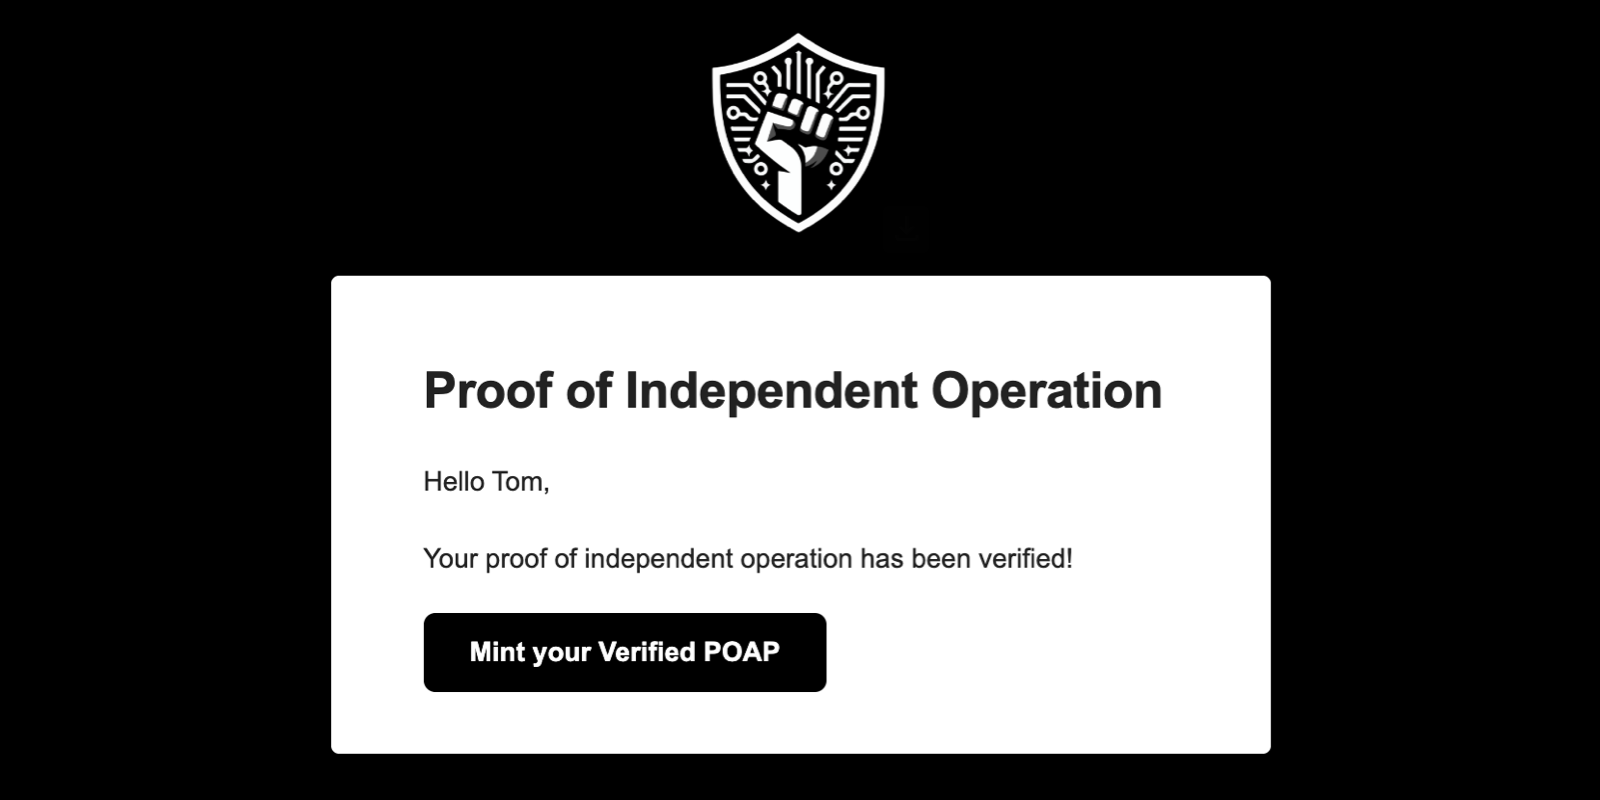 Proof of Independent Operation
Hello Tom,
Your proof of independent operation has been verified!
Mint your Verified POAP